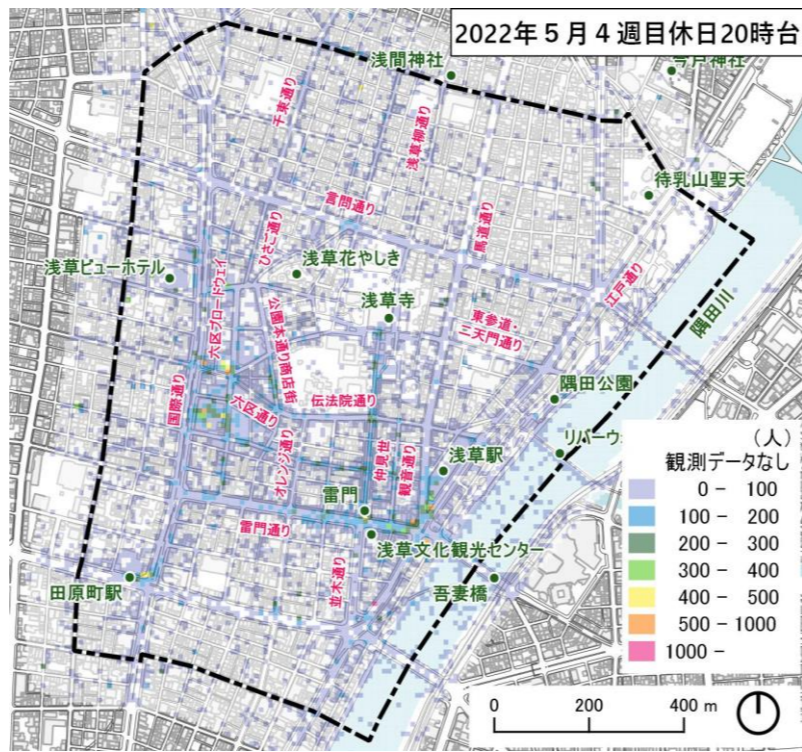 2022年5月4週目休日20時台
浅間神社
今戸神社
千束通り
浅草柳通り
待乳山聖天
言問通り
馬道通り
ひさご通り
浅草花やしき
浅草ビューホテル
江戸通り
六区ブロードウェイ
浅草寺
隅田川
公園本通り商店街
東参道・
二天門通り
国際通り
六区通り
伝法院通り
隅田公園
オレンジ通り
仲見世
観音通り
浅草駅
リバーウォ
雷門
雷門通り
浅草文化観光センター
田原町駅
並木通り
吾妻橋
(人)
観測データなし
0 - 100
100 - 200
200 - 300
300 - 400
400 - 500
500 - 1000
1000 -
0 200 400 m